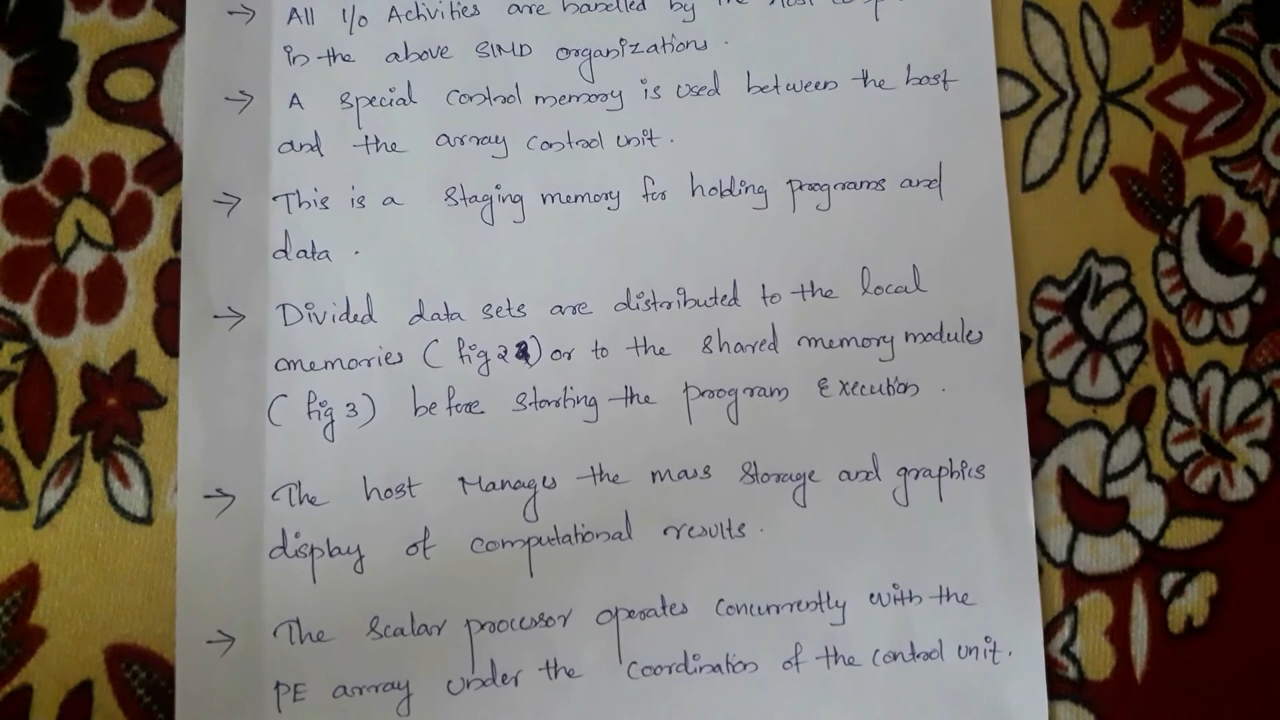 → All I/o Activities are handled by the Host
in the above SIMD organizations.
→ A special control memory is used between the host
and the array control unit.
→ This is a staging memory for holding programs and
data.
→ Divided data sets are distributed to the local
memories (fig 2) or to the shared memory modules
(fig 3) before starting the program Execution.
→ The host Manages the mass storage and graphics
display of computational results.
→ The Scalar processor operates concurrently with the
PE array under the coordination of the control unit.